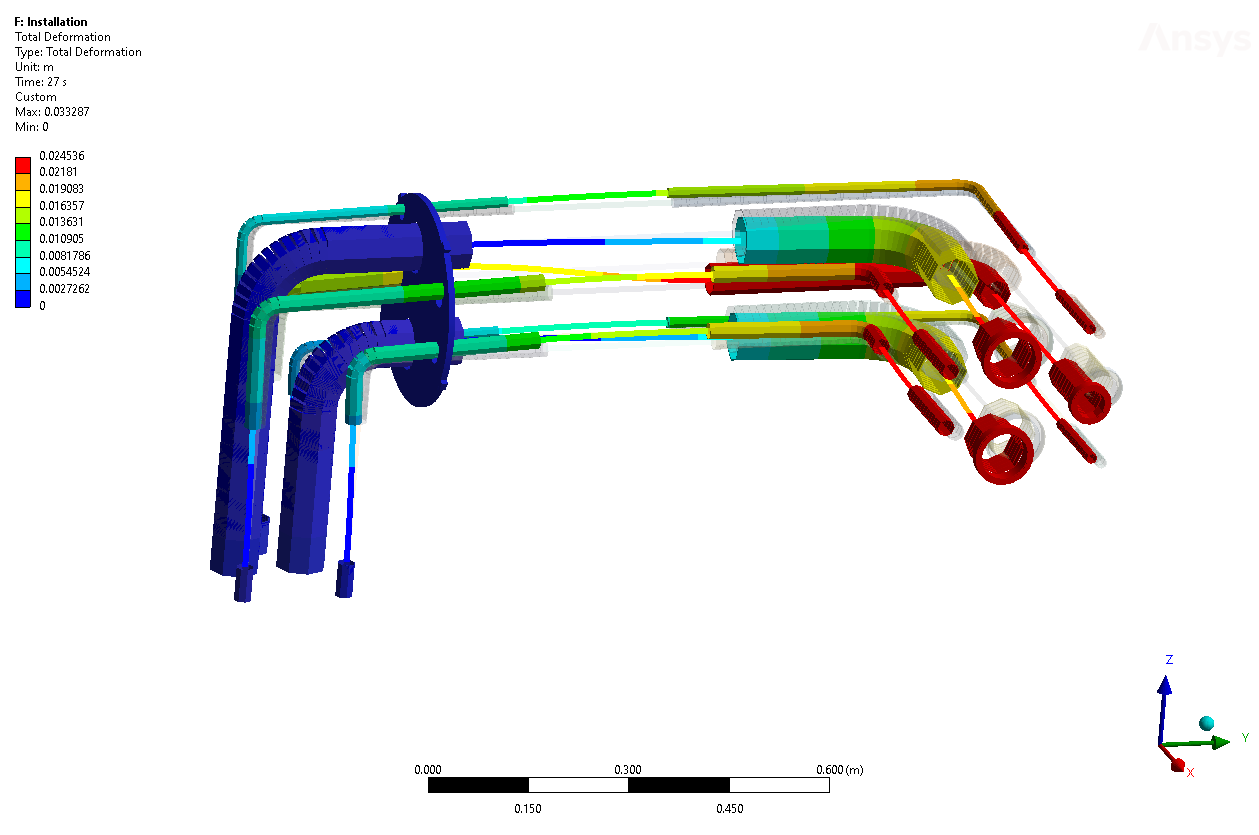 F: Installation
Total Deformation
Type: Total Deformation
Unit: m
Time: 27 s
Custom
Max: 0.033287
Min: 0
0.024536
0.02181
0.019083
0.016357
0.013631
0.010905
0.0081786
0.0054524
0.0027262
0
Ansys
Z
Y
X
0.000 0.300 0.600 (m)
0.150 0.450